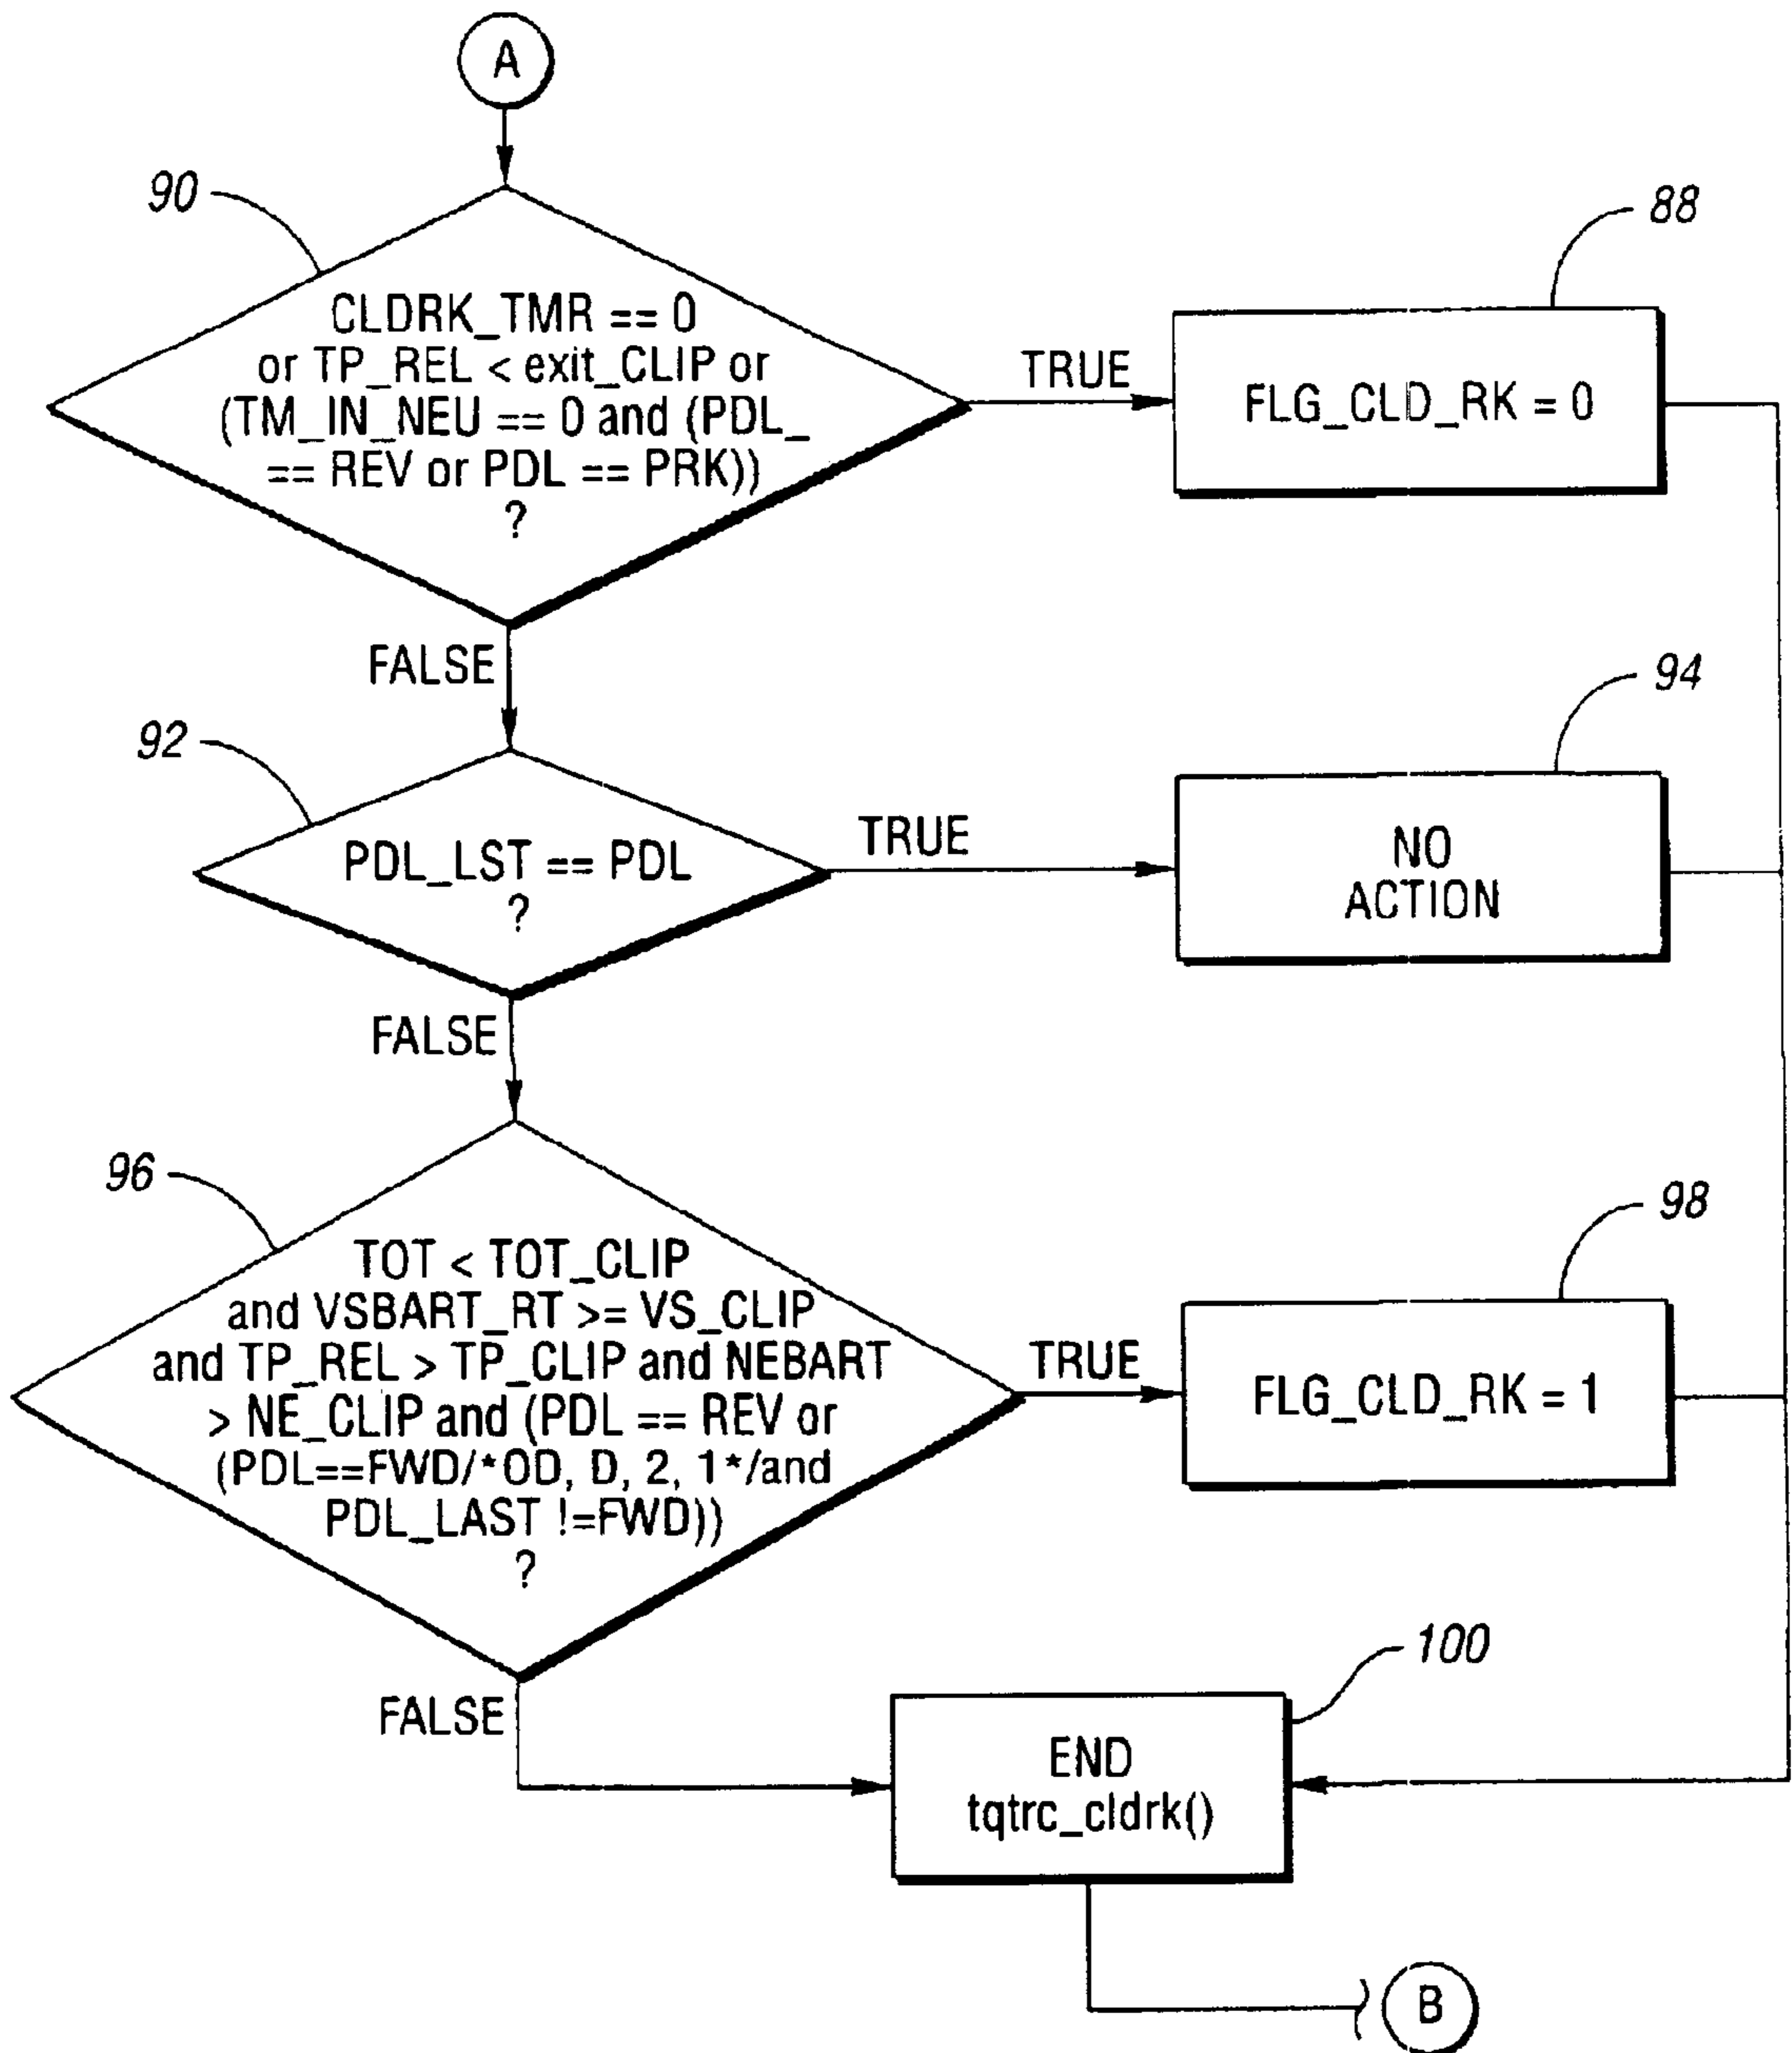 A
90
CLDRK_TMR == 0
or TP_REL < exit_CLIP or
(TM_IN_NEU == 0 and (PDL_
== REV or PDL == PRK))
?
TRUE
88
FLG_CLD_RK = 0
FALSE
92
PDL_LST == PDL
?
TRUE
94
NO
ACTION
FALSE
96
TOT < TOT_CLIP
and VSBART_RT >= VS_CLIP
and TP_REL > TP_CLIP and NEBART
> NE_CLIP and (PDL == REV or
(PDL==FWD/*OD, D, 2, 1*/and
PDL_LAST !=FWD))
?
TRUE
98
FLG_CLD_RK = 1
FALSE
100
END
tqtrc_cldrk()
B